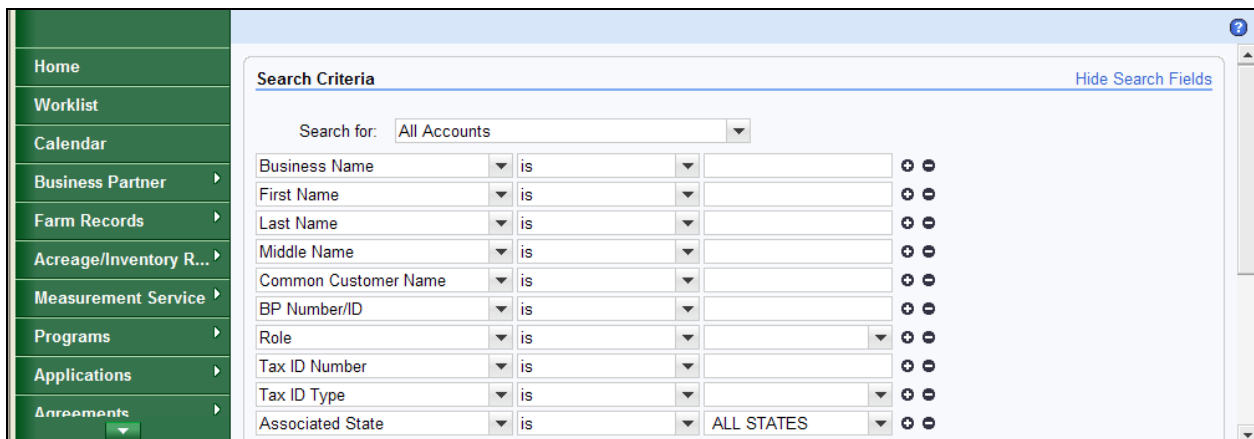 Home
Worklist
Calendar
Business Partner
Farm Records
Acreage/Inventory R...
Measurement Service
Programs
Applications
Agreements
Search Criteria
Hide Search Fields
Search for: All Accounts
Business Name is
First Name is
Last Name is
Middle Name is
Common Customer Name is
BP Number/ID is
Role is
Tax ID Number is
Tax ID Type is
Associated State is ALL STATES